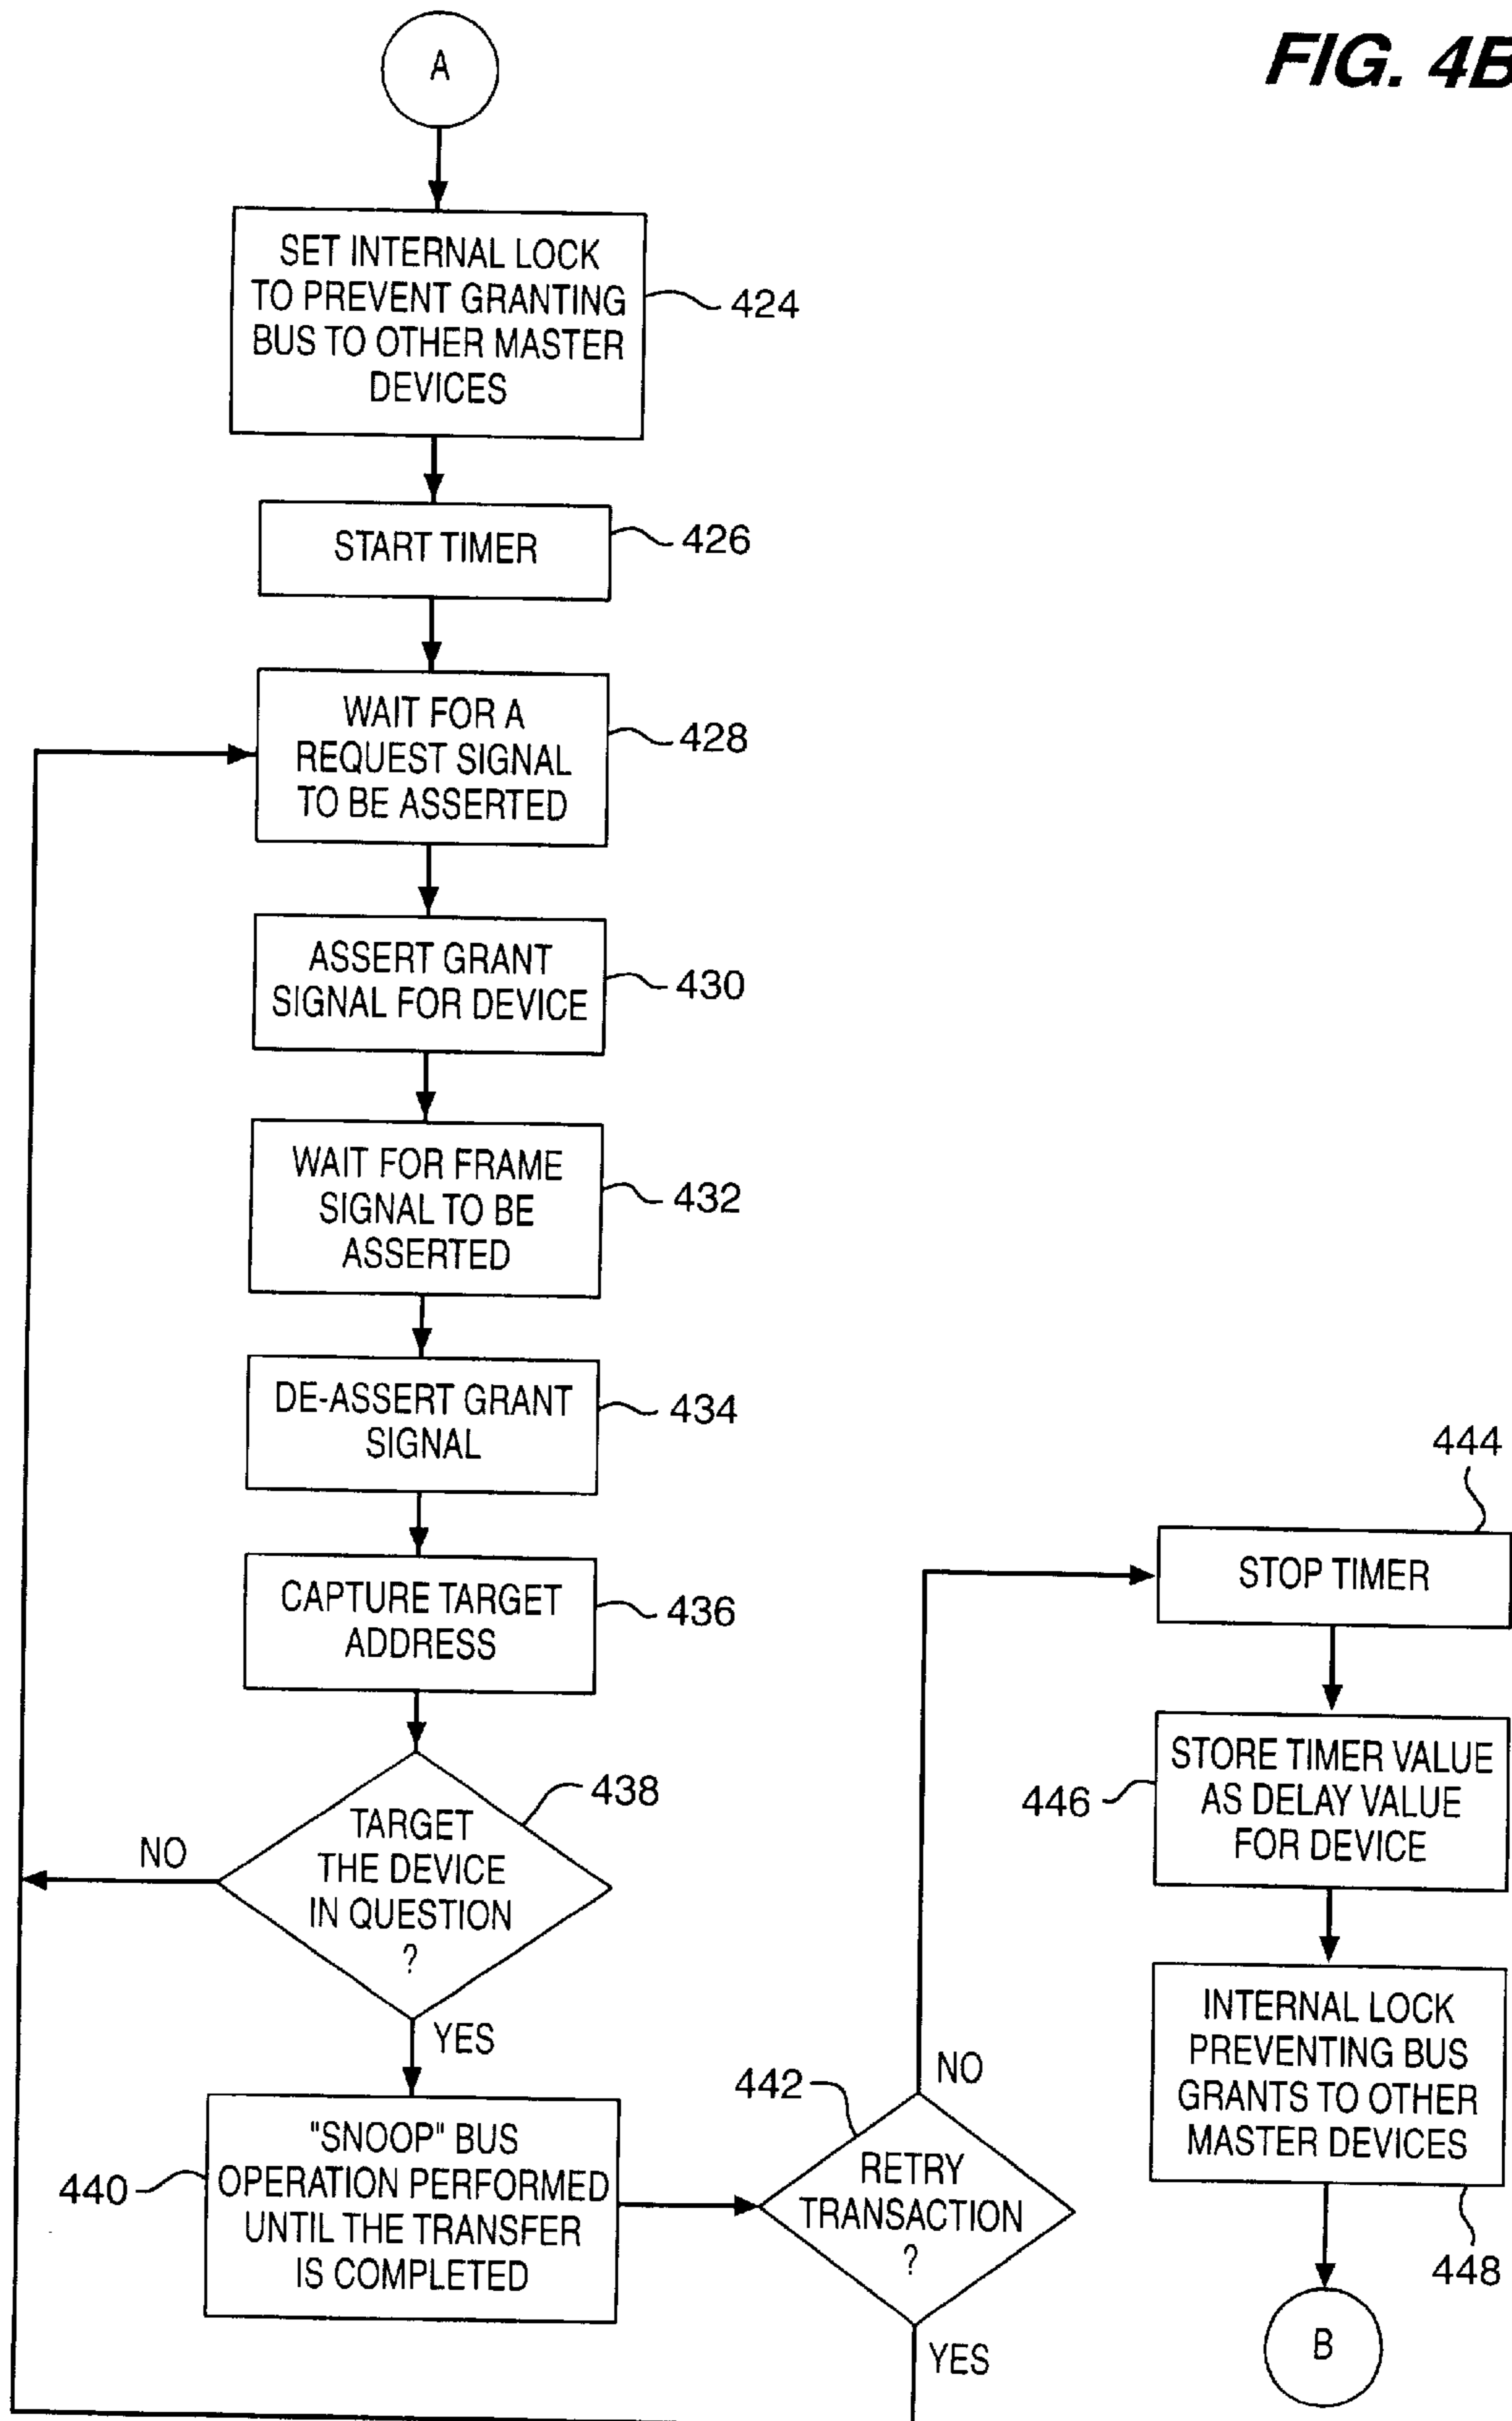 FIG. 4B
A
SET INTERNAL LOCK
TO PREVENT GRANTING
BUS TO OTHER MASTER
DEVICES
424
START TIMER
426
WAIT FOR A
REQUEST SIGNAL
TO BE ASSERTED
428
ASSERT GRANT
SIGNAL FOR DEVICE
430
WAIT FOR FRAME
SIGNAL TO BE
ASSERTED
432
DE-ASSERT GRANT
SIGNAL
434
CAPTURE TARGET
ADDRESS
436
TARGET
THE DEVICE
IN QUESTION
?
438
NO
YES
"SNOOP" BUS
OPERATION PERFORMED
UNTIL THE TRANSFER
IS COMPLETED
440
RETRY
TRANSACTION
?
442
NO
YES
444
STOP TIMER
STORE TIMER VALUE
AS DELAY VALUE
FOR DEVICE
446
INTERNAL LOCK
PREVENTING BUS
GRANTS TO OTHER
MASTER DEVICES
448
B